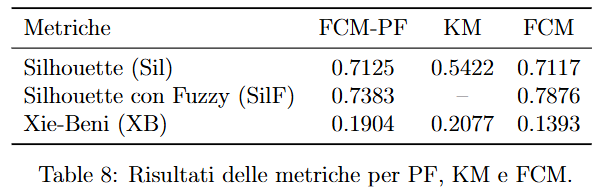 Metriche FCM-PF KM FCM
Silhouette (Sil) 0.7125 0.5422 0.7117
Silhouette con Fuzzy (SilF) 0.7383 – 0.7876
Xie-Beni (XB) 0.1904 0.2077 0.1393
Table 8: Risultati delle metriche per PF, KM e FCM.